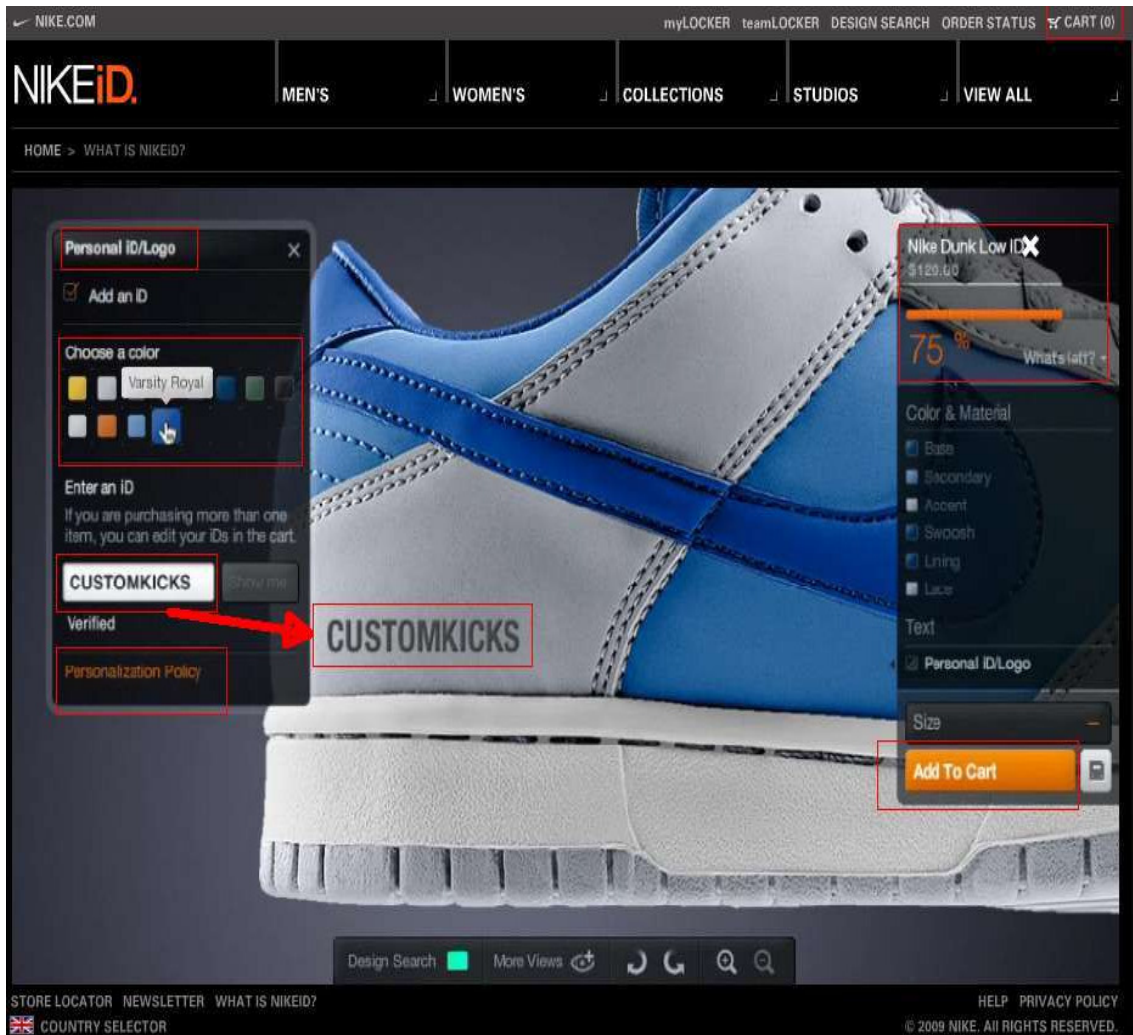 NIKE.COM myLOCKER teamLOCKER DESIGN SEARCH ORDER STATUS CART (0)
NIKEiD. MEN'S WOMEN'S COLLECTIONS STUDIOS VIEW ALL
HOME > WHAT IS NIKEiD?
Personal iD/Logo
Add an iD
Choose a color
Varsity Royal
Enter an iD
If you are purchasing more than one
item, you can edit your iDs in the cart.
CUSTOMKICKS Show me
Verified
Personalization Policy
CUSTOMKICKS
Nike Dunk Low iD
$120.00
75 %
What's left?
Color & Material
Base
Secondary
Accent
Swoosh
Lining
Lace
Text
Personal iD/Logo
Size
Add To Cart
Design Search More Views
STORE LOCATOR NEWSLETTER WHAT IS NIKEID? HELP PRIVACY POLICY
COUNTRY SELECTOR © 2009 NIKE. All RIGHTS RESERVED.